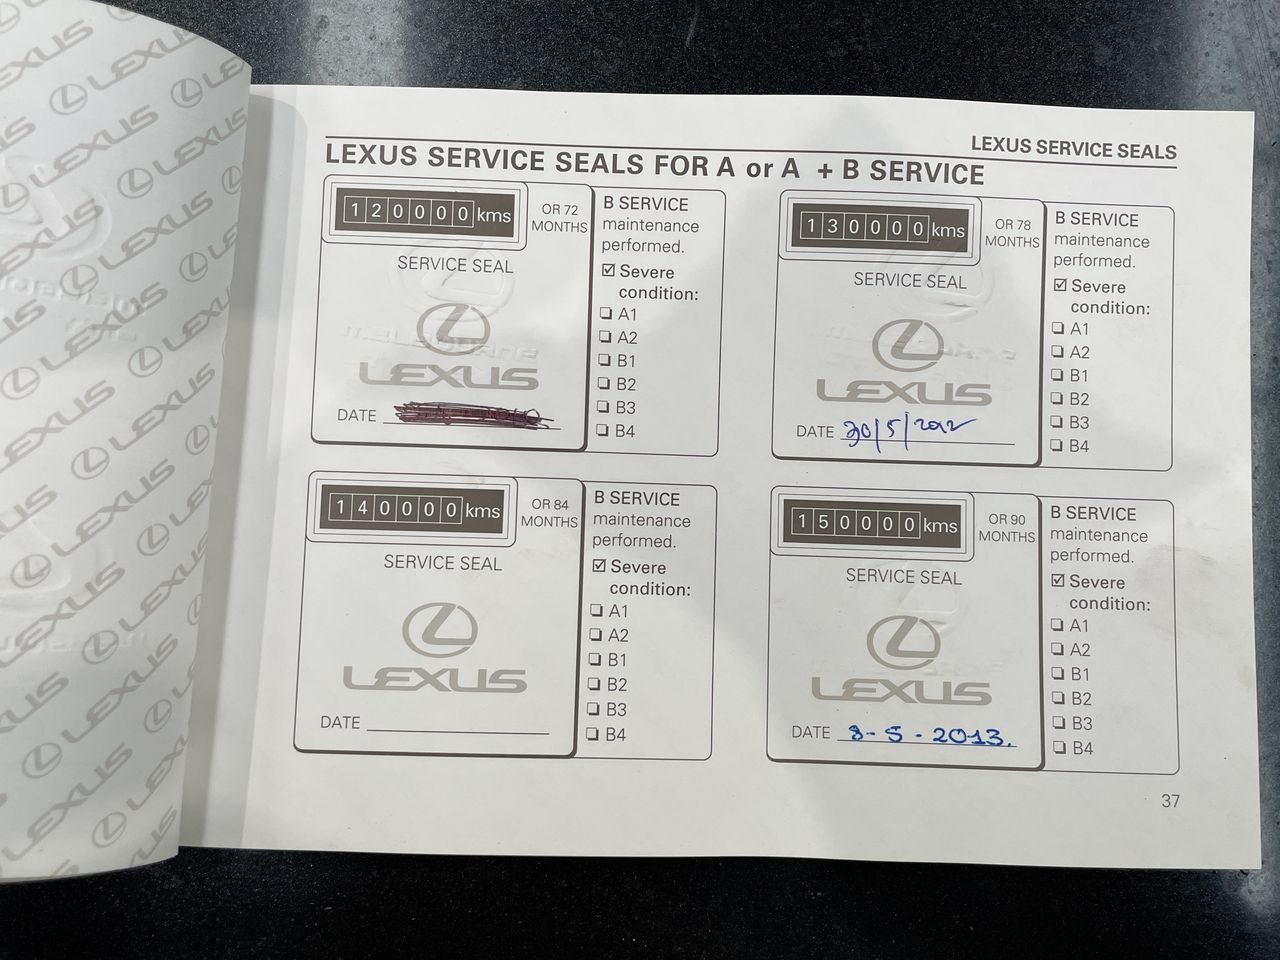 LEXUS SERVICE SEALS
LEXUS SERVICE SEALS FOR A or A + B SERVICE
120000 kms
OR 72
MONTHS
SERVICE SEAL
LEXUS
DATE
B SERVICE
maintenance
performed.
☑ Severe
condition:
❏ A1
❏ A2
❏ B1
❏ B2
❏ B3
❏ B4
130000 kms
OR 78
MONTHS
SERVICE SEAL
LEXUS
DATE 30/5/2012
B SERVICE
maintenance
performed.
☑ Severe
condition:
❏ A1
❏ A2
❏ B1
❏ B2
❏ B3
❏ B4
140000 kms
OR 84
MONTHS
SERVICE SEAL
LEXUS
DATE
B SERVICE
maintenance
performed.
☑ Severe
condition:
❏ A1
❏ A2
❏ B1
❏ B2
❏ B3
❏ B4
150000 kms
OR 90
MONTHS
SERVICE SEAL
LEXUS
DATE 8-5-2013.
B SERVICE
maintenance
performed.
☑ Severe
condition:
❏ A1
❏ A2
❏ B1
❏ B2
❏ B3
❏ B4
37